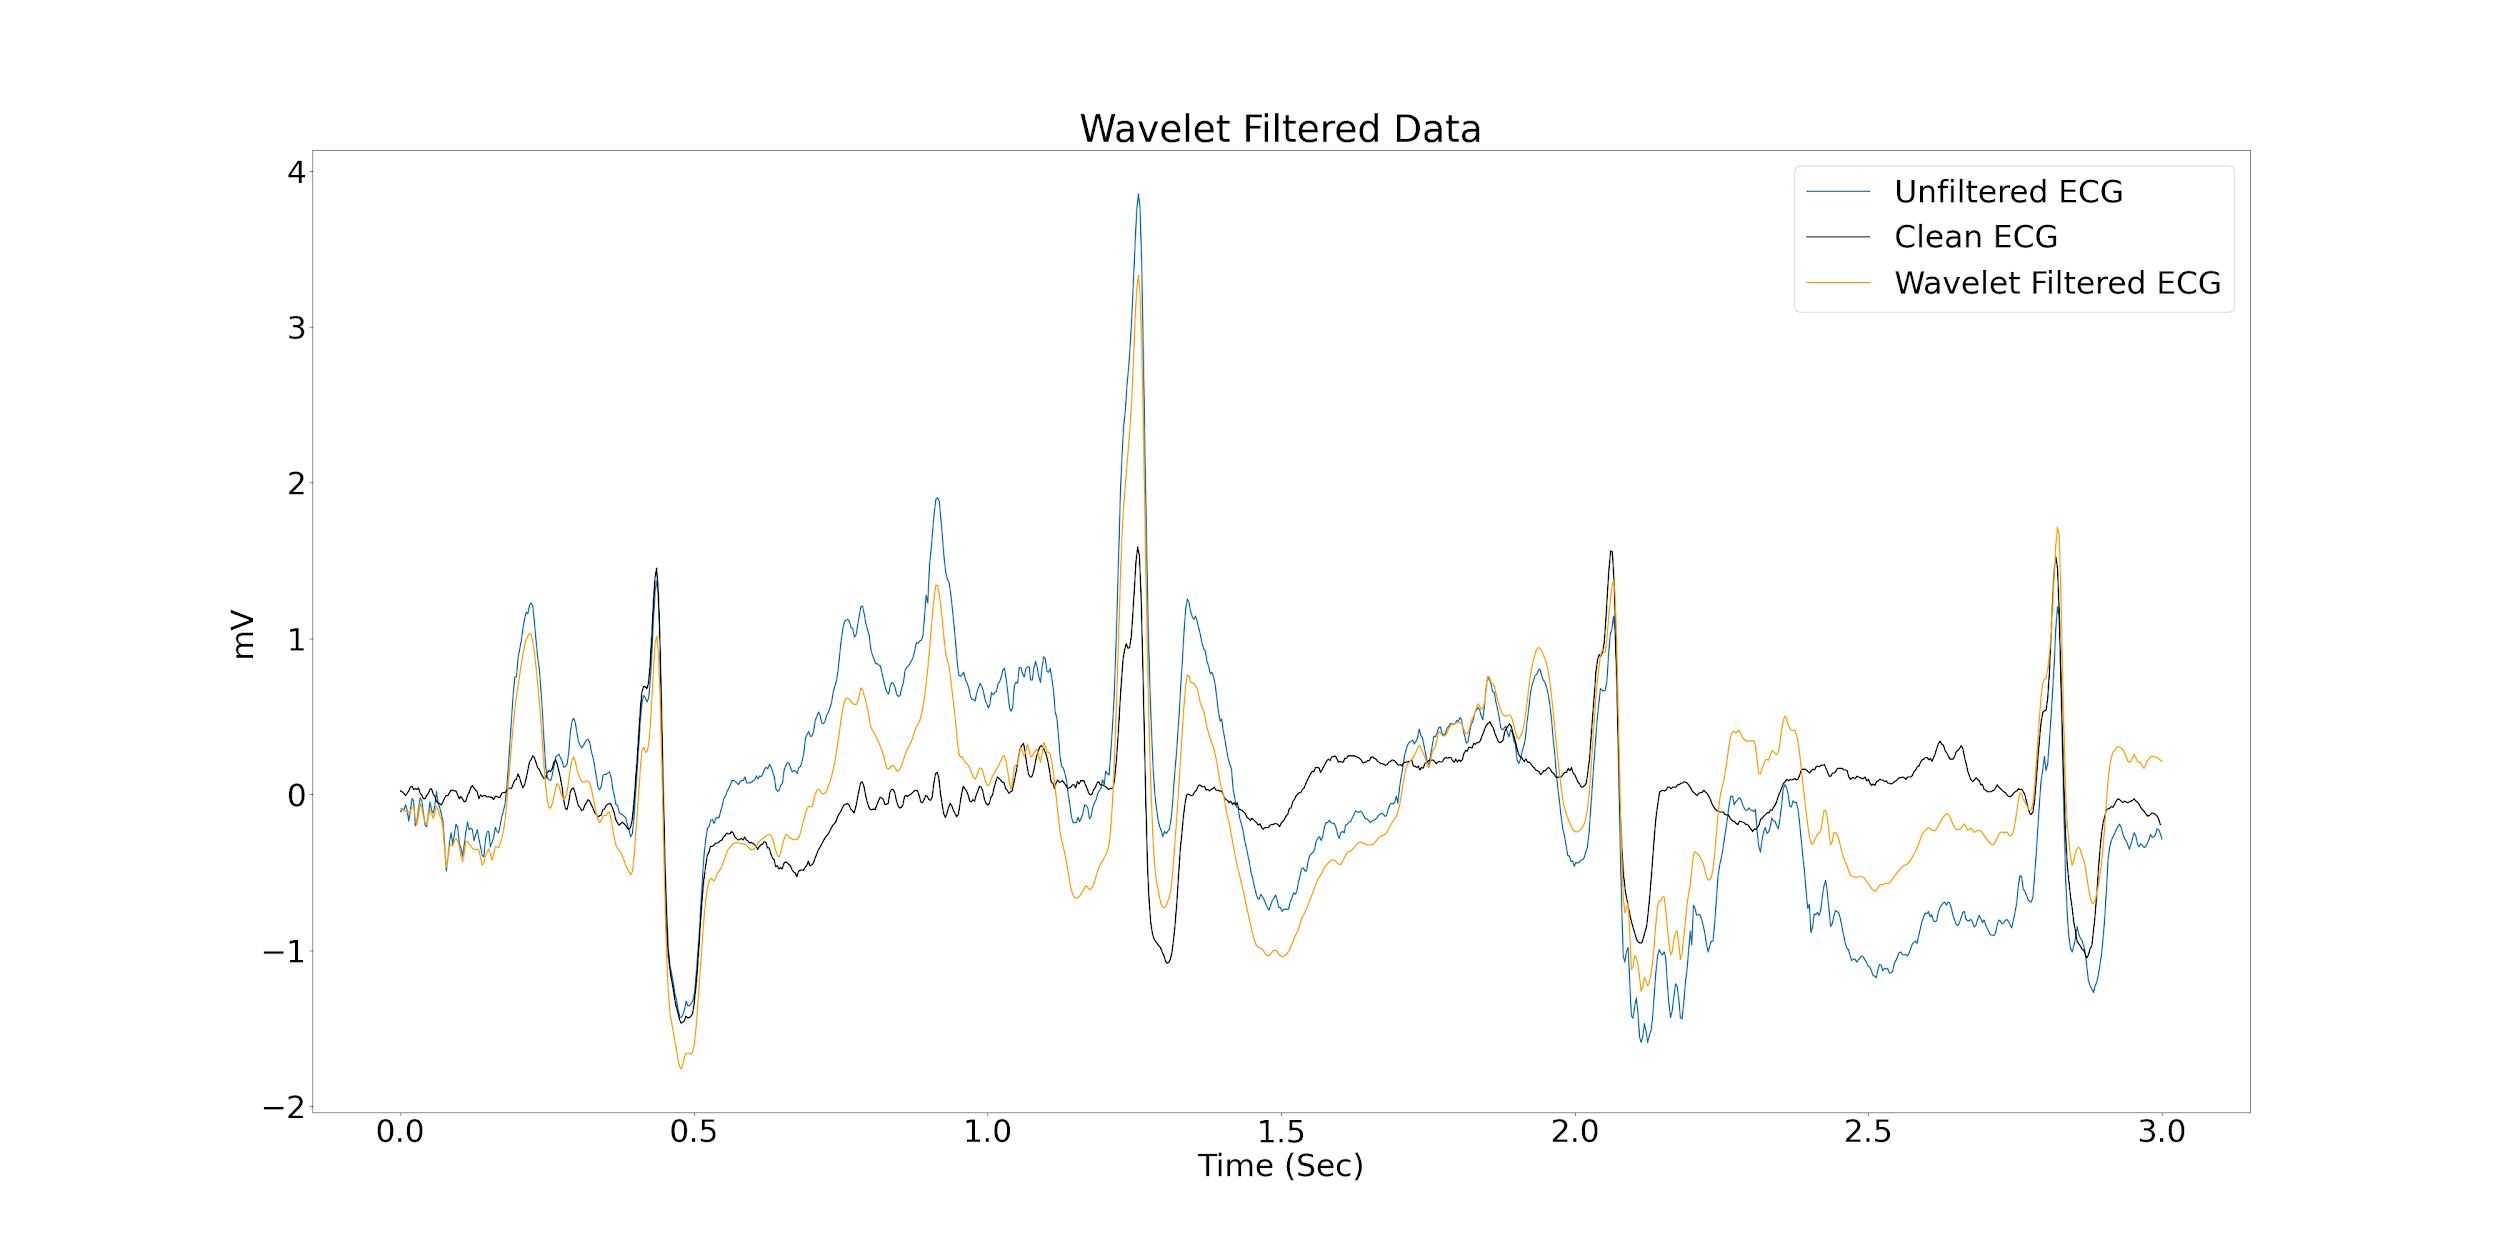 Wavelet Filtered Data
Unfiltered ECG
Clean ECG
Wavelet Filtered ECG
4
3
2
1
0
−1
−2
mV
0.0 0.5 1.0 1.5 2.0 2.5 3.0
Time (Sec)